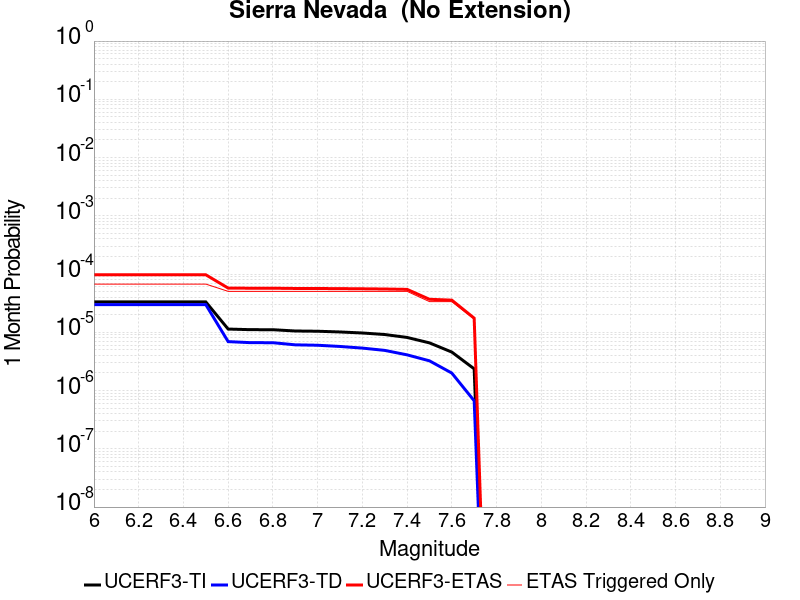 Sierra Nevada  (No Extension)
10^0
10^-1
10^-2
10^-3
10^-4
10^-5
10^-6
10^-7
10^-8
1 Month Probability
6 6.2 6.4 6.6 6.8 7 7.2 7.4 7.6 7.8 8 8.2 8.4 8.6 8.8 9
Magnitude
UCERF3-TI UCERF3-TD UCERF3-ETAS ETAS Triggered Only